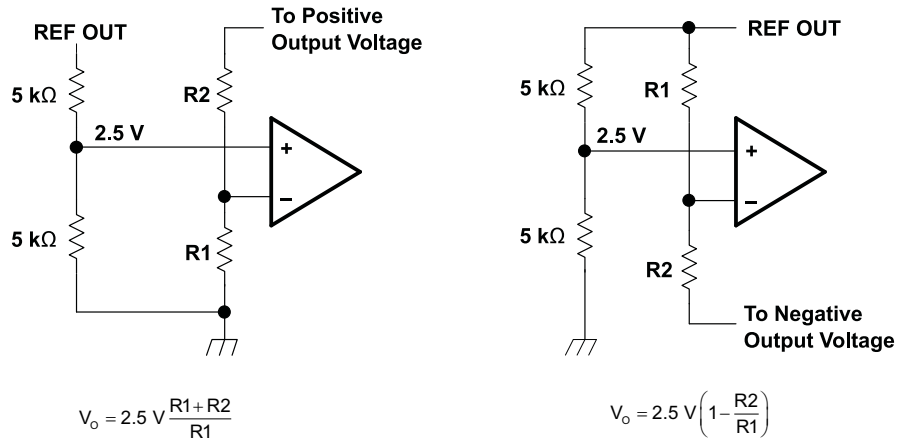 To Positive
Output Voltage
REF OUT
5 kΩ
R2
2.5 V
+
−
5 kΩ
R1
V_O = 2.5 V (R1 + R2)/R1
REF OUT
5 kΩ
R1
2.5 V
+
−
5 kΩ
R2
To Negative
Output Voltage
V_O = 2.5 V (1 − R2/R1)